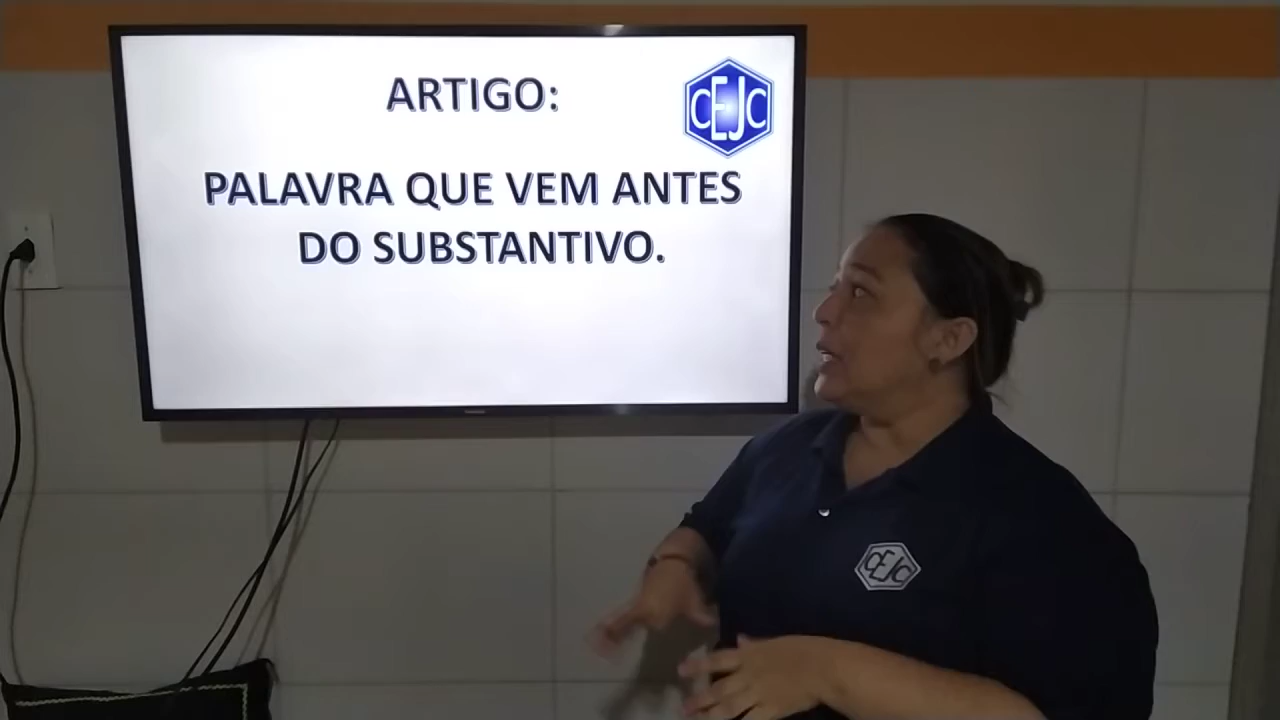 ARTIGO:
CEJC
PALAVRA QUE VEM ANTES
DO SUBSTANTIVO.
CEJC